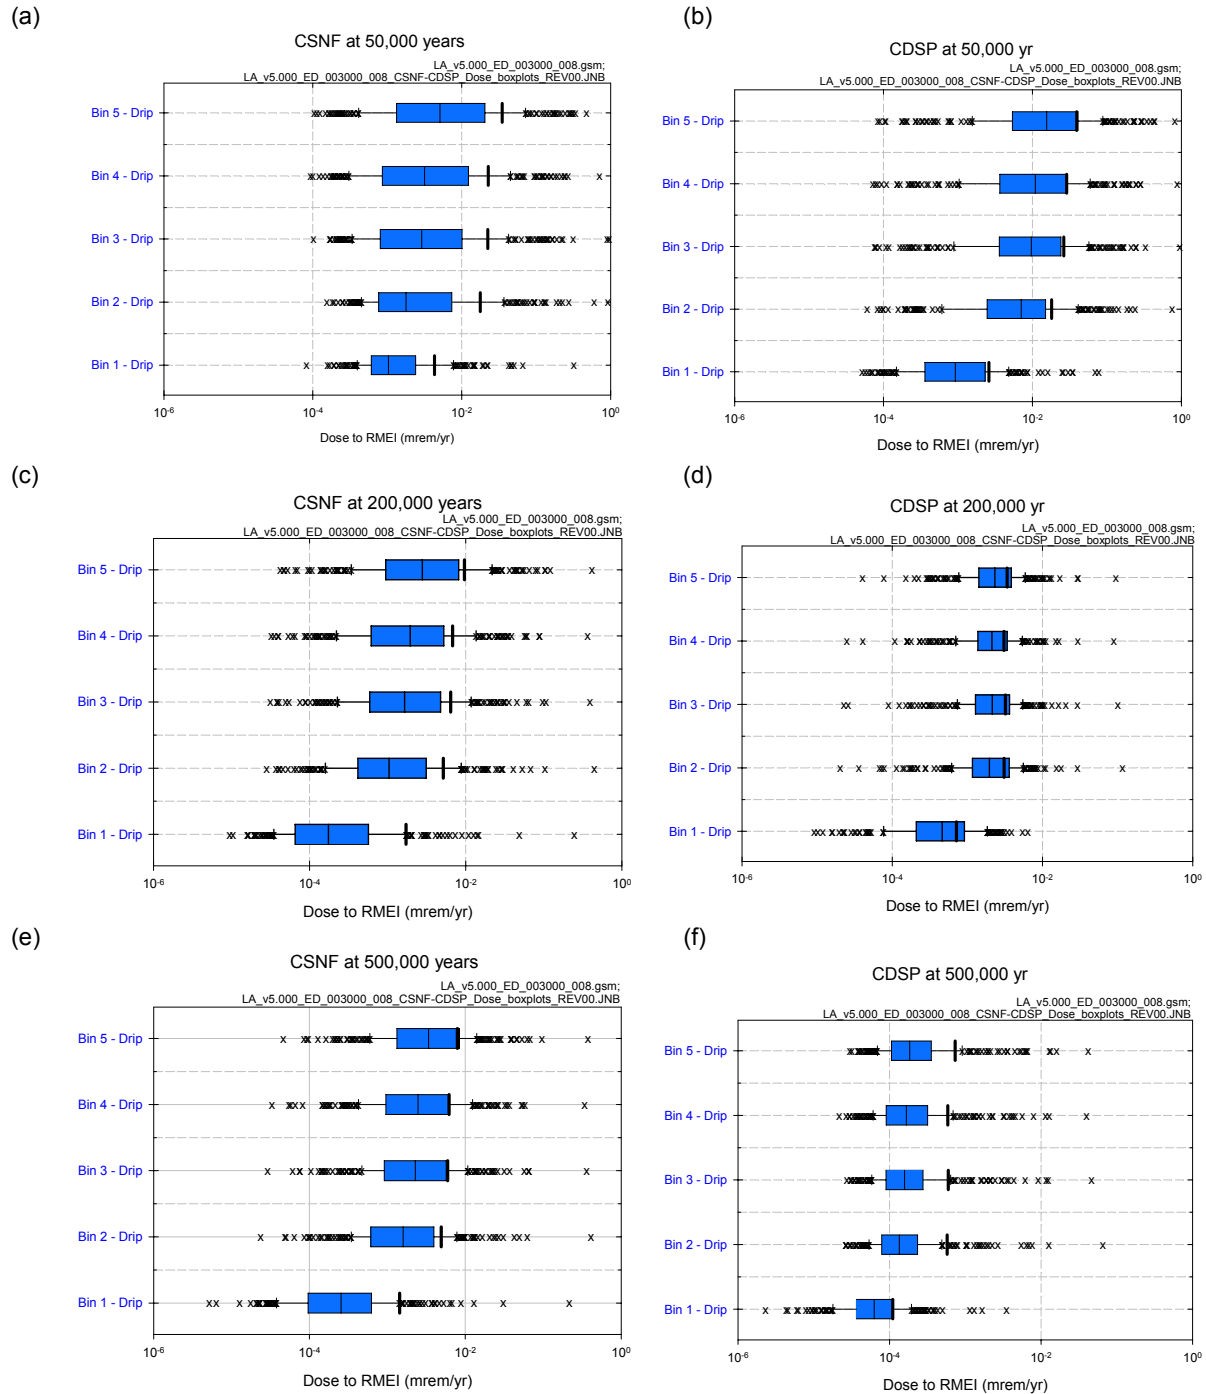 (a)
CSNF at 50,000 years
LA_v5.000_ED_003000_008.gsm;
LA_v5.000_ED_003000_008_CSNF-CDSP_Dose_boxplots_REV00.JNB
Bin 5 - Drip
Bin 4 - Drip
Bin 3 - Drip
Bin 2 - Drip
Bin 1 - Drip
10⁻⁶ 10⁻⁴ 10⁻² 10⁰
Dose to RMEI (mrem/yr)
(b)
CDSP at 50,000 yr
LA_v5.000_ED_003000_008.gsm;
LA_v5.000_ED_003000_008_CSNF-CDSP_Dose_boxplots_REV00.JNB
Bin 5 - Drip
Bin 4 - Drip
Bin 3 - Drip
Bin 2 - Drip
Bin 1 - Drip
10⁻⁶ 10⁻⁴ 10⁻² 10⁰
Dose to RMEI (mrem/yr)
(c)
CSNF at 200,000 years
LA_v5.000_ED_003000_008.gsm;
LA_v5.000_ED_003000_008_CSNF-CDSP_Dose_boxplots_REV00.JNB
Bin 5 - Drip
Bin 4 - Drip
Bin 3 - Drip
Bin 2 - Drip
Bin 1 - Drip
10⁻⁶ 10⁻⁴ 10⁻² 10⁰
Dose to RMEI (mrem/yr)
(d)
CDSP at 200,000 yr
LA_v5.000_ED_003000_008.gsm;
LA_v5.000_ED_003000_008_CSNF-CDSP_Dose_boxplots_REV00.JNB
Bin 5 - Drip
Bin 4 - Drip
Bin 3 - Drip
Bin 2 - Drip
Bin 1 - Drip
10⁻⁶ 10⁻⁴ 10⁻² 10⁰
Dose to RMEI (mrem/yr)
(e)
CSNF at 500,000 years
LA_v5.000_ED_003000_008.gsm;
LA_v5.000_ED_003000_008_CSNF-CDSP_Dose_boxplots_REV00.JNB
Bin 5 - Drip
Bin 4 - Drip
Bin 3 - Drip
Bin 2 - Drip
Bin 1 - Drip
10⁻⁶ 10⁻⁴ 10⁻² 10⁰
Dose to RMEI (mrem/yr)
(f)
CDSP at 500,000 yr
LA_v5.000_ED_003000_008.gsm;
LA_v5.000_ED_003000_008_CSNF-CDSP_Dose_boxplots_REV00.JNB
Bin 5 - Drip
Bin 4 - Drip
Bin 3 - Drip
Bin 2 - Drip
Bin 1 - Drip
10⁻⁶ 10⁻⁴ 10⁻² 10⁰
Dose to RMEI (mrem/yr)